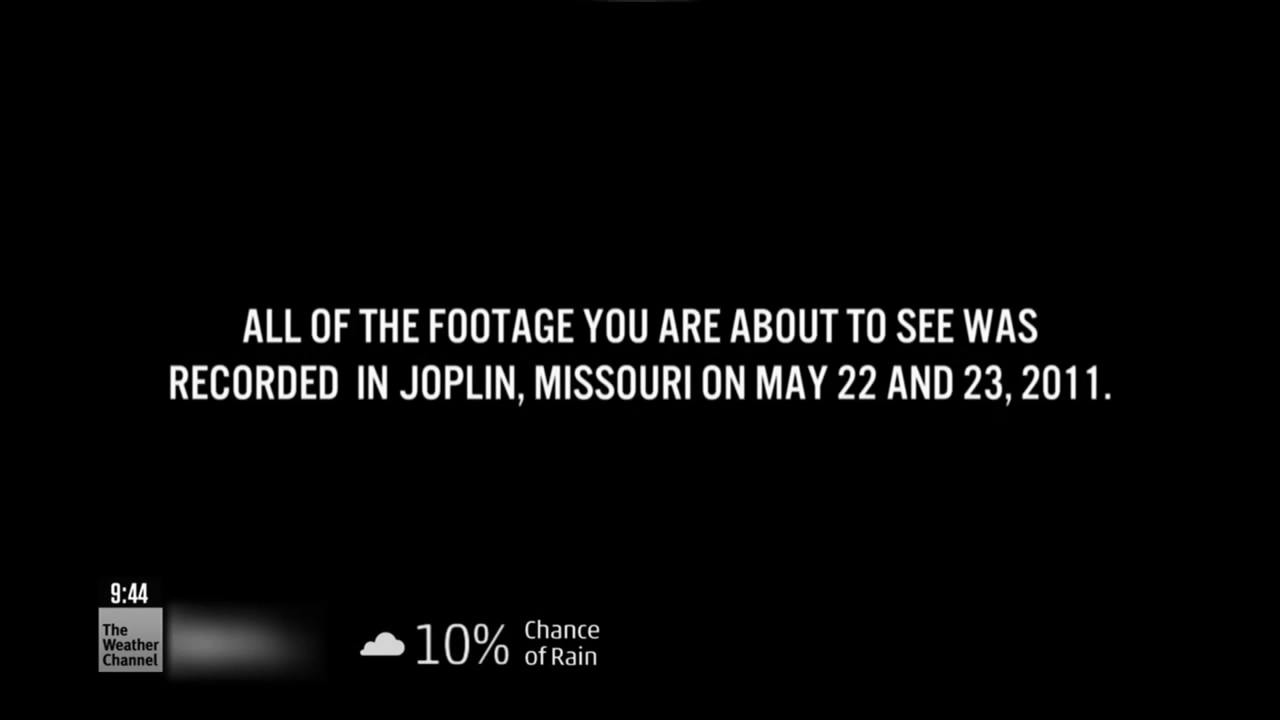 ALL OF THE FOOTAGE YOU ARE ABOUT TO SEE WAS
RECORDED IN JOPLIN, MISSOURI ON MAY 22 AND 23, 2011.
9:44
The
Weather
Channel
10%
Chance
of Rain